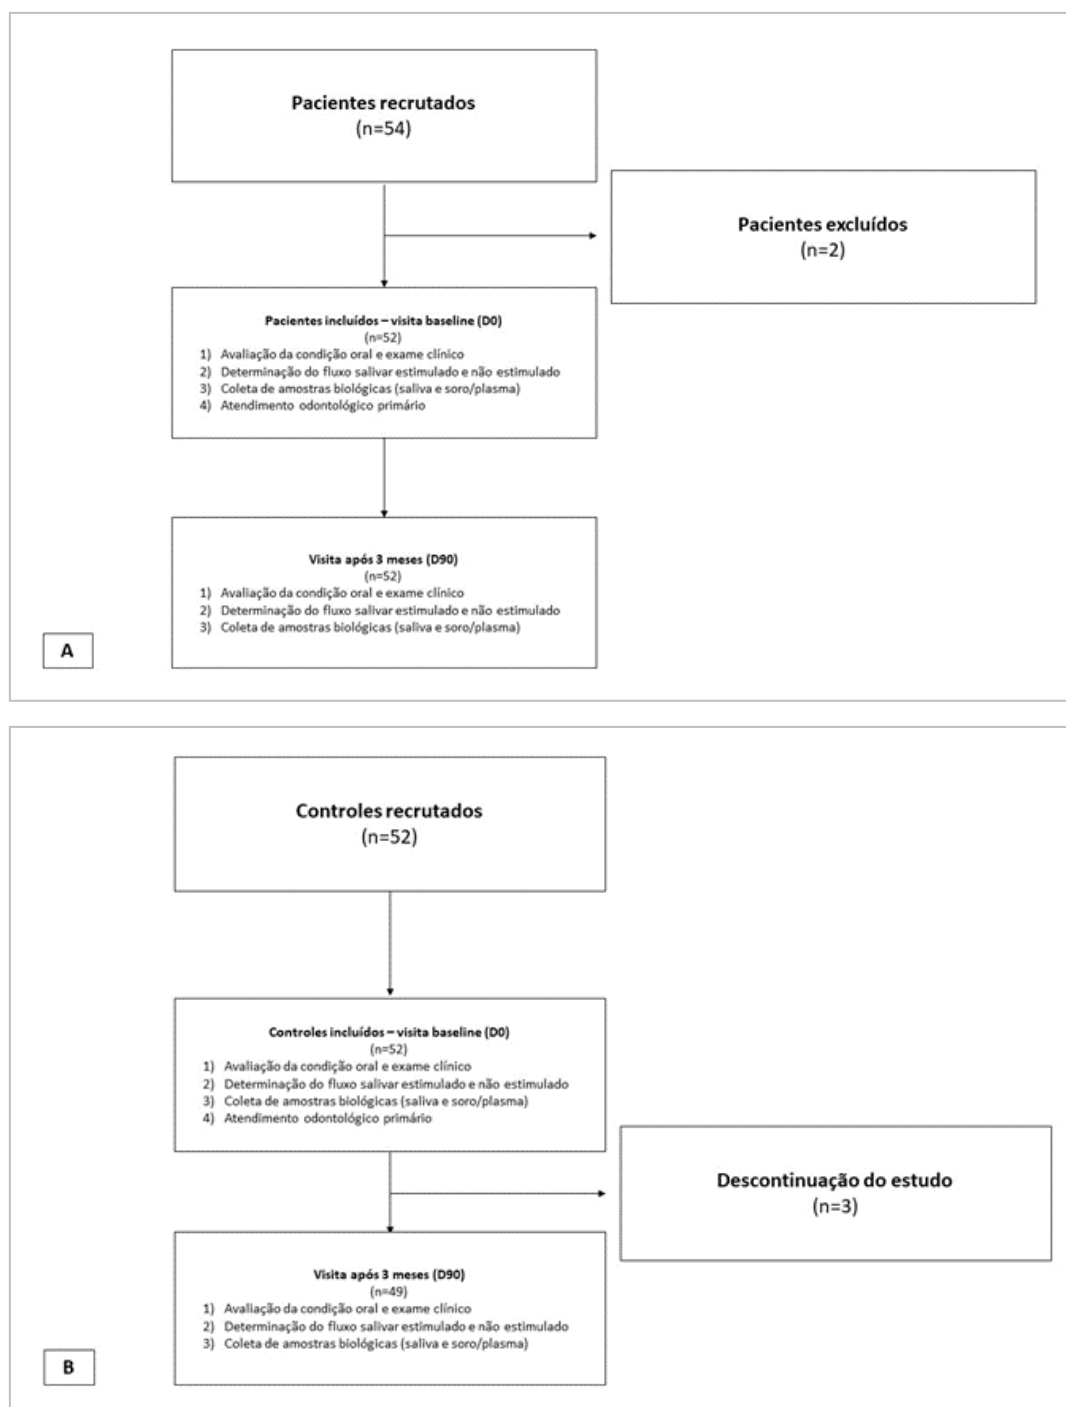 Pacientes recrutados
(n=54)
Pacientes excluídos
(n=2)
Pacientes incluídos – visita baseline (D0)
(n=52)
1) Avaliação da condição oral e exame clínico
2) Determinação do fluxo salivar estimulado e não estimulado
3) Coleta de amostras biológicas (saliva e soro/plasma)
4) Atendimento odontológico primário
Visita após 3 meses (D90)
(n=52)
1) Avaliação da condição oral e exame clínico
2) Determinação do fluxo salivar estimulado e não estimulado
3) Coleta de amostras biológicas (saliva e soro/plasma)
A
Controles recrutados
(n=52)
Controles incluídos – visita baseline (D0)
(n=52)
1) Avaliação da condição oral e exame clínico
2) Determinação do fluxo salivar estimulado e não estimulado
3) Coleta de amostras biológicas (saliva e soro/plasma)
4) Atendimento odontológico primário
Descontinuação do estudo
(n=3)
Visita após 3 meses (D90)
(n=49)
1) Avaliação da condição oral e exame clínico
2) Determinação do fluxo salivar estimulado e não estimulado
3) Coleta de amostras biológicas (saliva e soro/plasma)
B